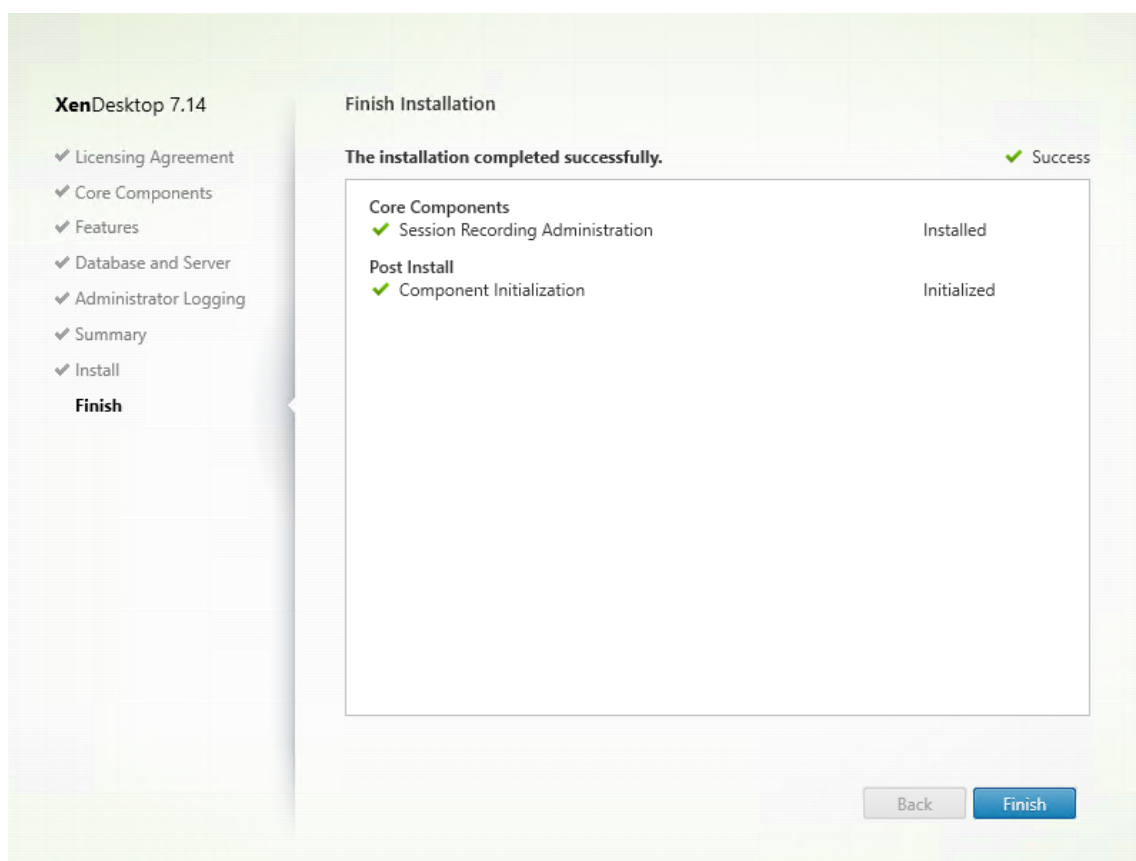 XenDesktop 7.14
Licensing Agreement
Core Components
Features
Database and Server
Administrator Logging
Summary
Install
Finish
Finish Installation
The installation completed successfully.
Success
Core Components
Session Recording Administration Installed
Post Install
Component Initialization Initialized
Back Finish